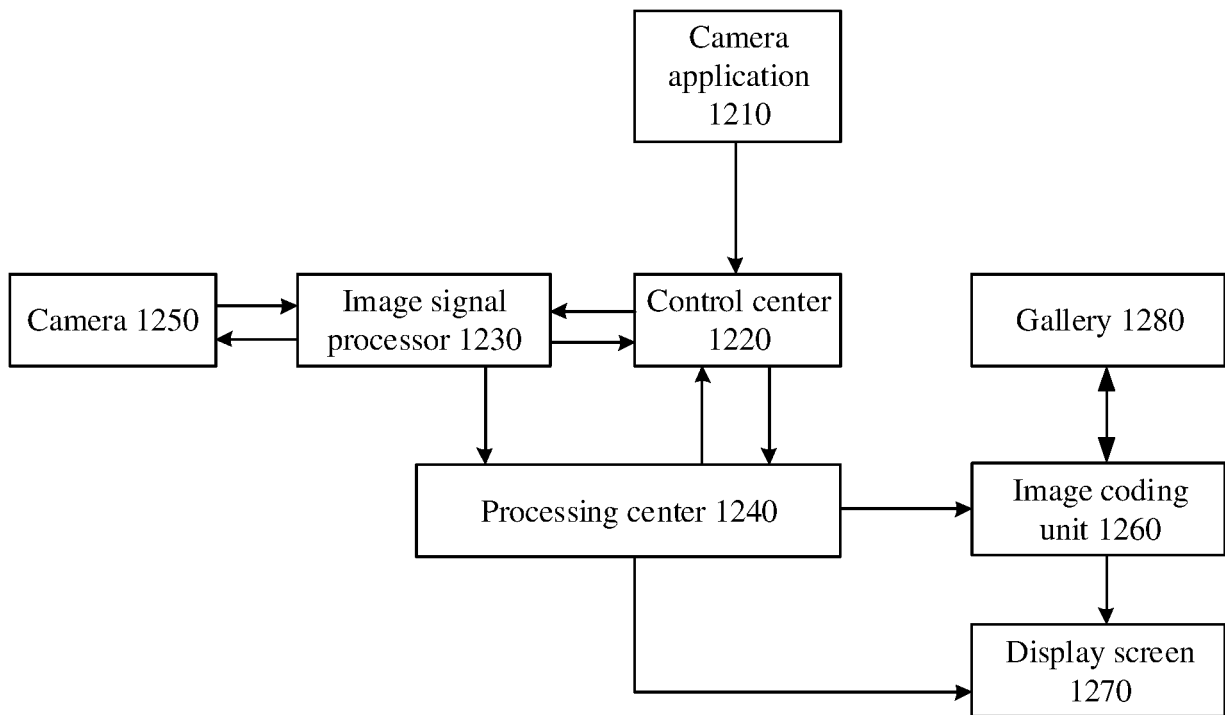 Camera
application
1210
Camera 1250
Image signal
processor 1230
Control center
1220
Gallery 1280
Processing center 1240
Image coding
unit 1260
Display screen
1270